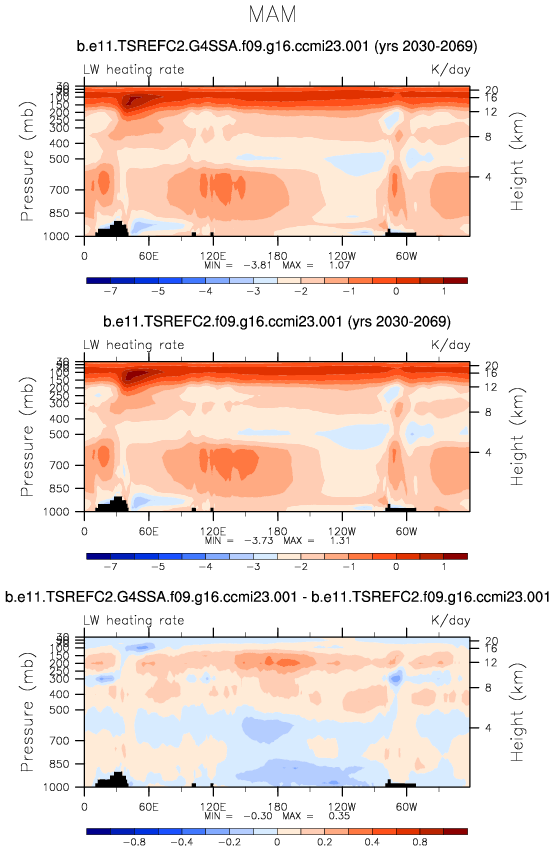 MAM
b.e11.TSREFC2.G4SSA.f09.g16.ccmi23.001 (yrs 2030-2069)
LW heating rate K/day
Pressure (mb)
100
150
200
250
300
400
500
700
850
1000
20
16
12
8
4
Height (km)
0 60E 120E 180 120W 60W
MIN = -3.81 MAX = 1.07
-7 -5 -4 -3 -2 -1 0 1
b.e11.TSREFC2.f09.g16.ccmi23.001 (yrs 2030-2069)
LW heating rate K/day
Pressure (mb)
100
150
200
250
300
400
500
700
850
1000
20
16
12
8
4
Height (km)
0 60E 120E 180 120W 60W
MIN = -3.73 MAX = 1.31
-7 -5 -4 -3 -2 -1 0 1
b.e11.TSREFC2.G4SSA.f09.g16.ccmi23.001 - b.e11.TSREFC2.f09.g16.ccmi23.001
LW heating rate K/day
Pressure (mb)
100
150
200
250
300
400
500
700
850
1000
20
16
12
8
4
Height (km)
0 60E 120E 180 120W 60W
MIN = -0.30 MAX = 0.35
-0.8 -0.4 -0.2 0 0.2 0.4 0.8